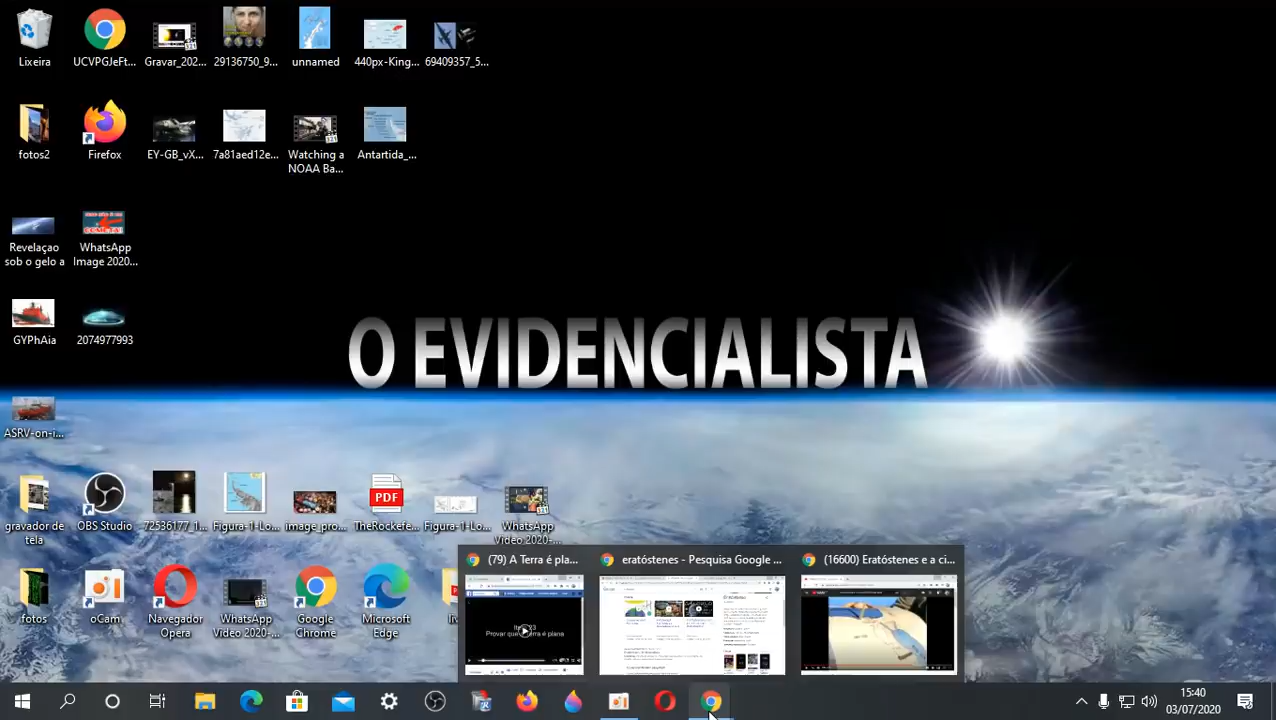 Lixeira
UCVPGJeFt...
Gravar_202...
29136750_9...
unnamed
440px-King...
69409357_5...
fotos2
Firefox
EY-GB_vX...
7a81aed12e...
Watching a
NOAA Ba...
Antartida_...
Revelaçao
sob o gelo a
WhatsApp
Image 2020...
GYPhAia
2074977993
O EVIDENCIALISTA
ASRV-on-i...
gravador de
tela
OBS Studio
72536177_1...
Figura-1-Lo...
image_pro...
PDF
TheRockefe...
Figura-1-Lo...
WhatsApp
Video 2020-...
(79) A Terra é pla...
eratóstenes - Pesquisa Google ...
(16600) Eratóstenes e a ci...
oCam
Navegador
Opera
WhatsApp
Video 2020
Google
Chrome
Microsoft
Edge
15:40
03/07/2020